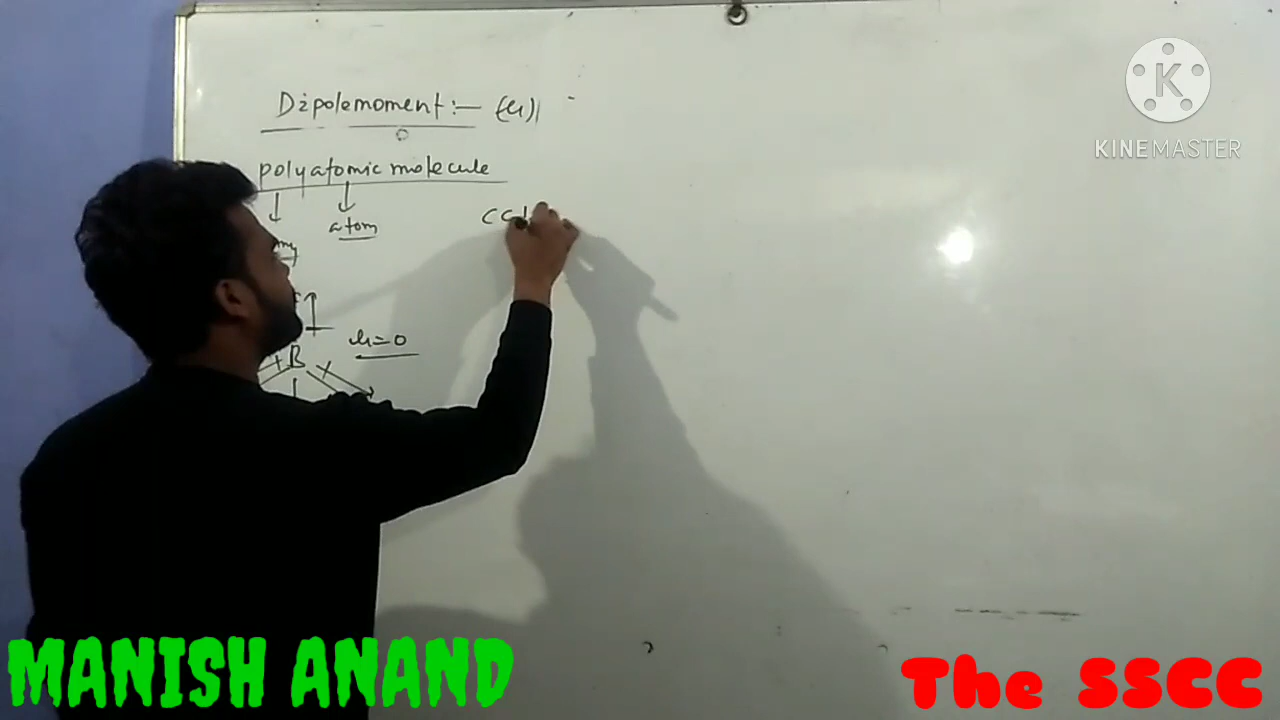 Dipolemoment :— (μ)
polyatomic molecule
atom
CCl
μ=0
B
K
KINEMASTER
MANISH ANAND
The SSCC